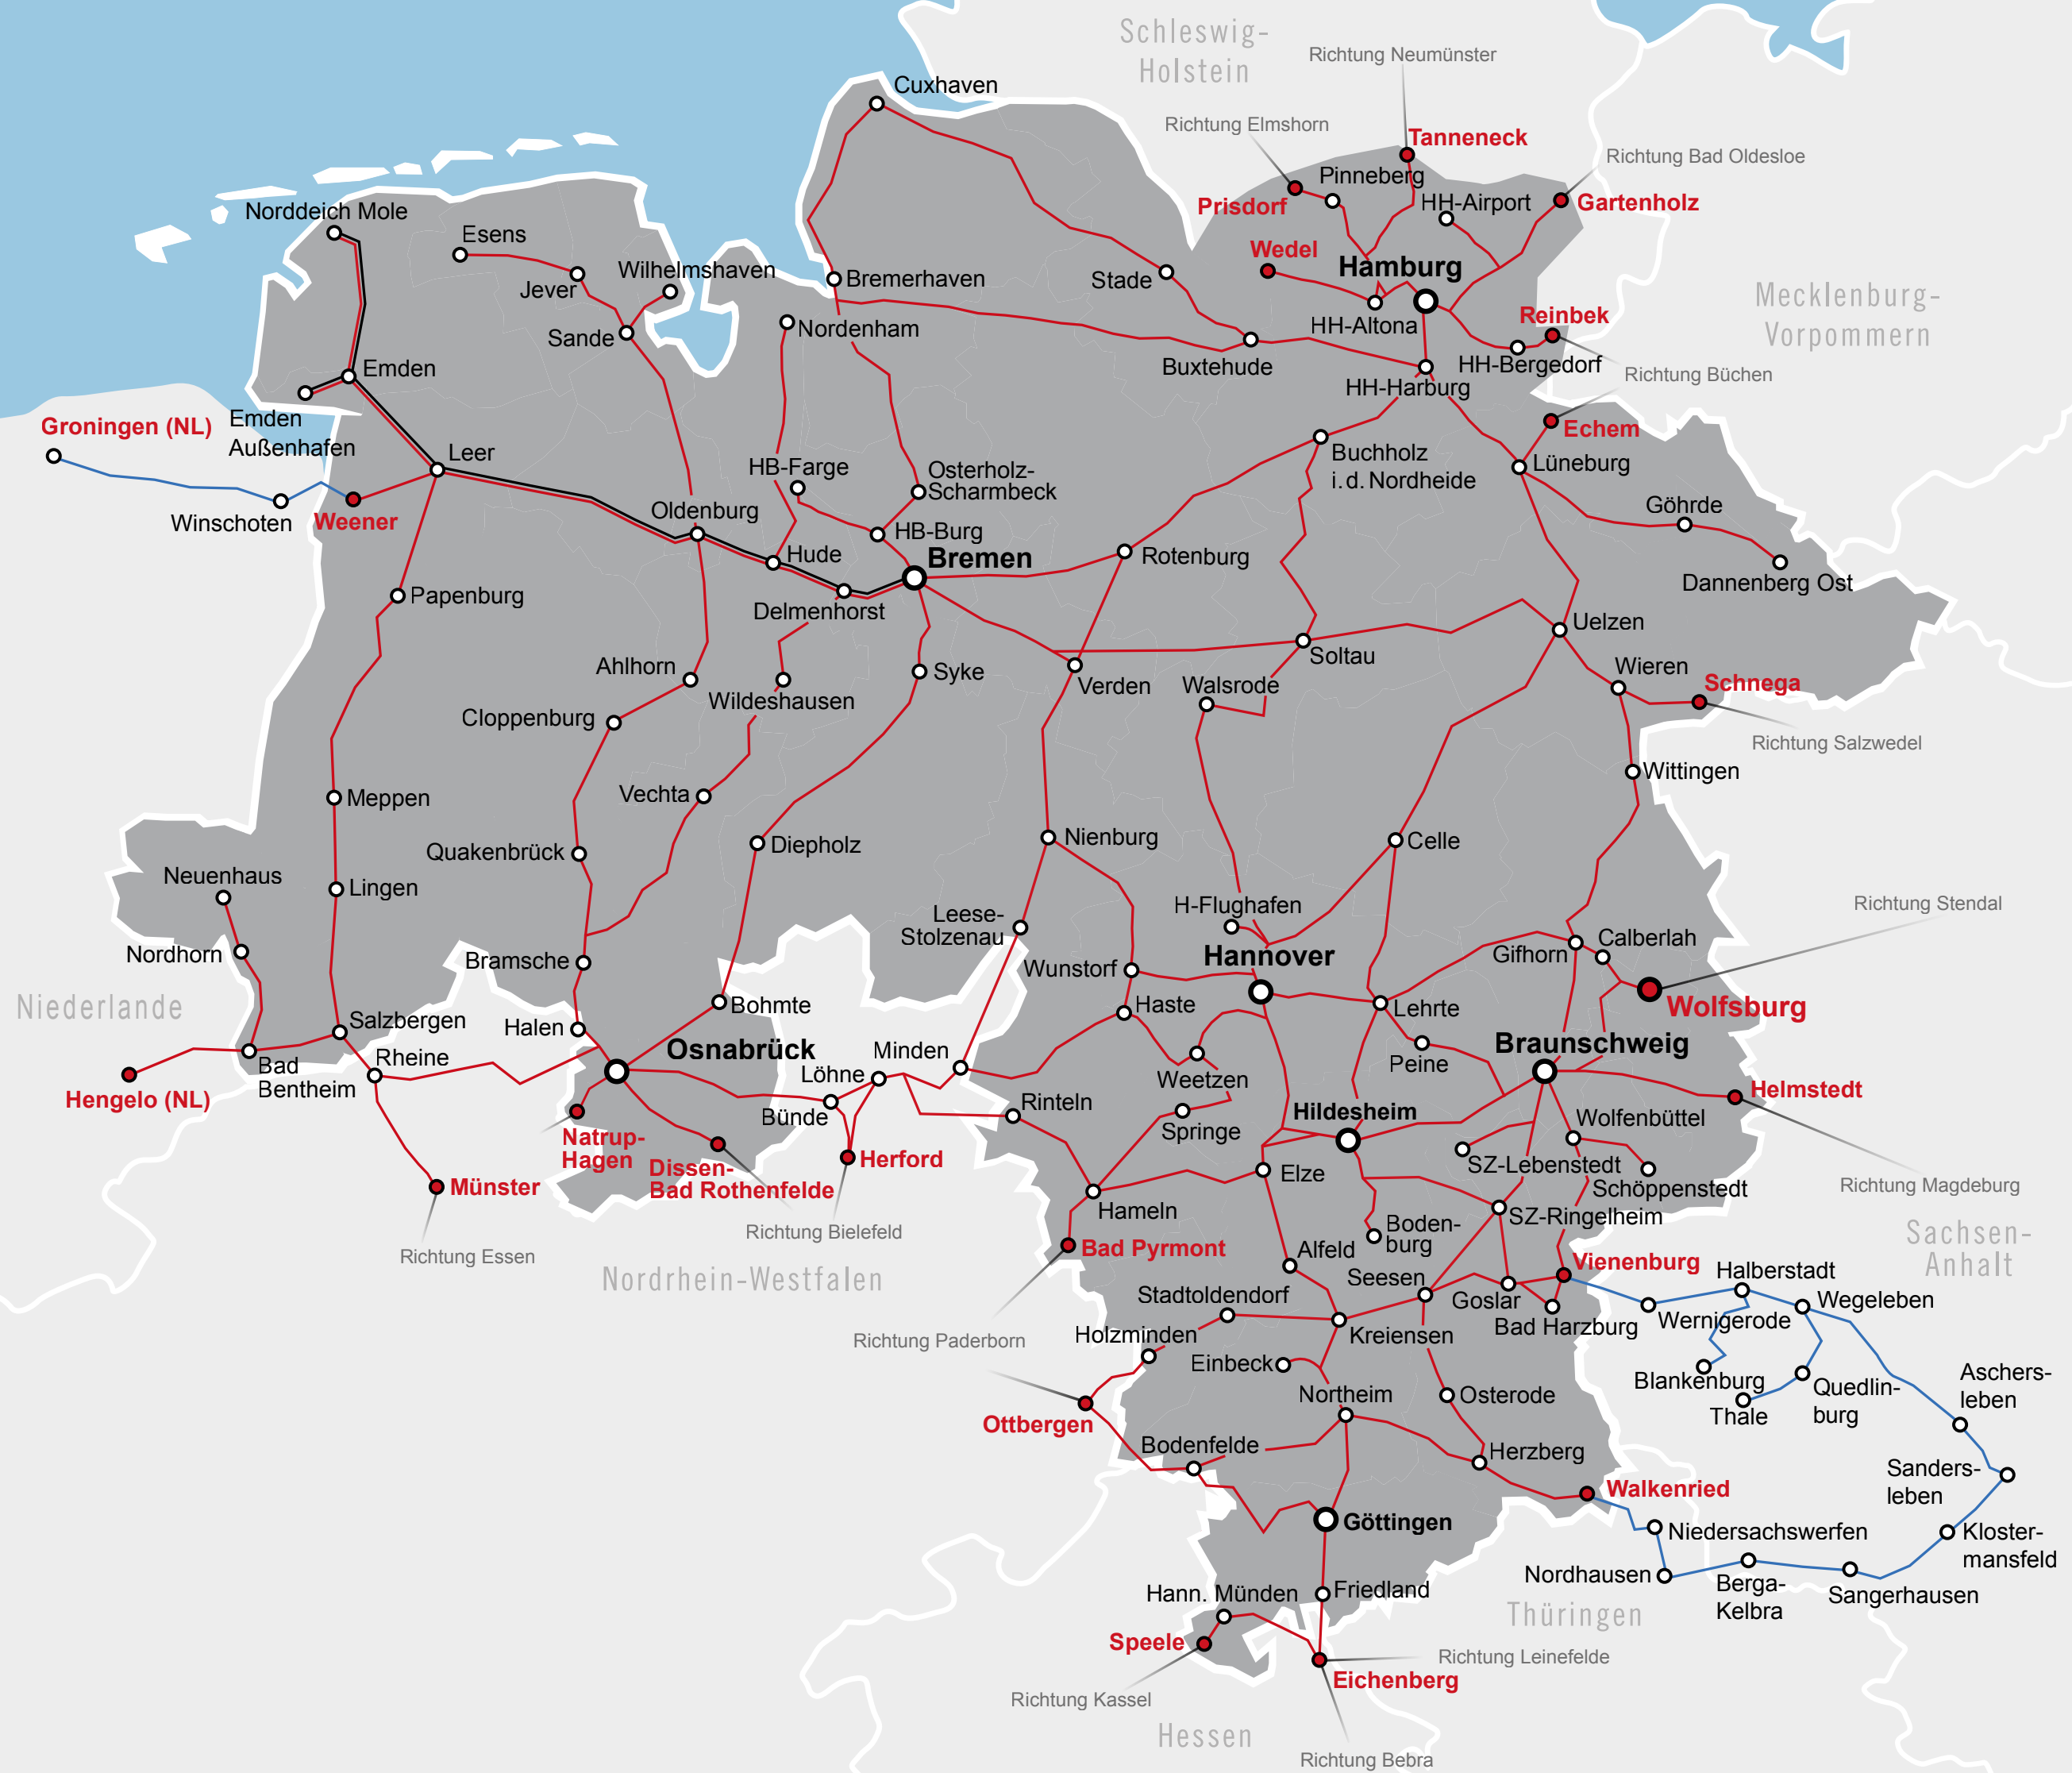 Schleswig-
Holstein
Richtung Neumünster
Cuxhaven
Richtung Elmshorn
Tanneneck
Richtung Bad Oldesloe
Pinneberg
Prisdorf
HH-Airport
Gartenholz
Norddeich Mole
Esens
Wilhelmshaven
Jever
Bremerhaven
Stade
Wedel
Hamburg
Mecklenburg-
Vorpommern
Sande
Nordenham
HH-Altona
Reinbek
Buxtehude
HH-Bergedorf
Richtung Büchen
HH-Harburg
Emden
Emden
Außenhafen
Groningen (NL)
Echem
Leer
HB-Farge
Osterholz-
Scharmbeck
Buchholz
i.d. Nordheide
Lüneburg
Göhrde
Winschoten
Weener
Oldenburg
HB-Burg
Hude
Bremen
Rotenburg
Dannenberg Ost
Papenburg
Delmenhorst
Uelzen
Ahlhorn
Wildeshausen
Syke
Verden
Soltau
Walsrode
Wieren
Schnega
Cloppenburg
Richtung Salzwedel
Wittingen
Meppen
Vechta
Quakenbrück
Diepholz
Nienburg
Celle
Neuenhaus
Lingen
Leese-
Stolzenau
H-Flughafen
Richtung Stendal
Nordhorn
Bramsche
Wunstorf
Hannover
Gifhorn
Calberlah
Niederlande
Bohmte
Haste
Lehrte
Wolfsburg
Salzbergen
Halen
Osnabrück
Minden
Peine
Braunschweig
Bad
Bentheim
Rheine
Löhne
Weetzen
Hengelo (NL)
Bünde
Rinteln
Springe
Hildesheim
Wolfenbüttel
Helmstedt
Natrup-
Hagen
Dissen-
Bad Rothenfelde
Herford
Elze
SZ-Lebenstedt
Schöppenstedt
Münster
Richtung Magdeburg
Hameln
Boden-
burg
SZ-Ringelheim
Richtung Bielefeld
Richtung Essen
Bad Pyrmont
Alfeld
Vienenburg
Sachsen-
Anhalt
Nordrhein-Westfalen
Stadtoldendorf
Seesen
Goslar
Bad Harzburg
Halberstadt
Wegeleben
Wernigerode
Richtung Paderborn
Holzminden
Kreiensen
Einbeck
Blankenburg
Thale
Quedlin-
burg
Aschers-
leben
Northeim
Osterode
Ottbergen
Bodenfelde
Herzberg
Sanders-
leben
Walkenried
Göttingen
Niedersachswerfen
Kloster-
mansfeld
Nordhausen
Berga-
Kelbra
Sangerhausen
Hann. Münden
Friedland
Thüringen
Speele
Richtung Leinefelde
Eichenberg
Richtung Kassel
Hessen
Richtung Bebra